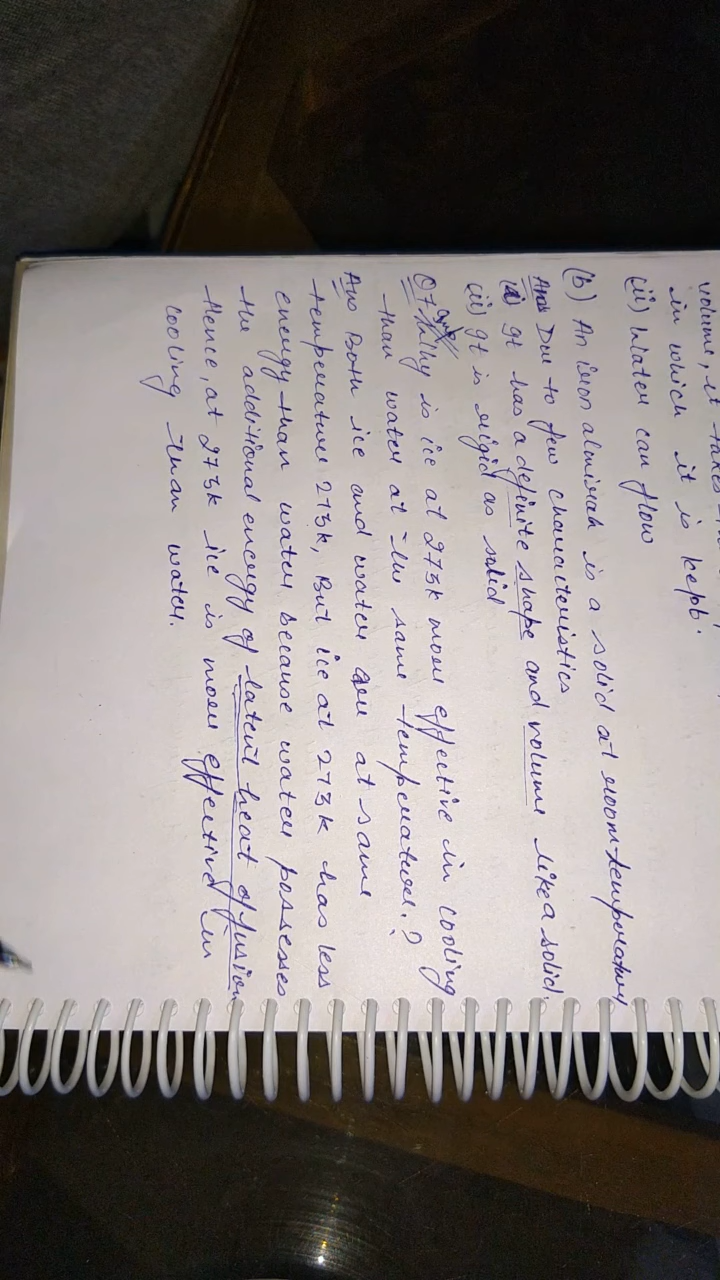 volume, it takes
in which it is kept.
(ii) Water can flow
(b) An iron almirah is a solid at room temperature
Ans Due to few characteristics
(i) It has a definite shape and volume like a solid.
(ii) It is rigid as solid
Q7 Why is ice at 273k more effective in cooling
than water at the same temperature.?
Ans Both ice and water are at same
temperature 273k, But ice at 273k has less
energy than water because water possesses
the additional energy of latent heat of fusion
Hence, at 273k ice is more effective in
cooling than water.